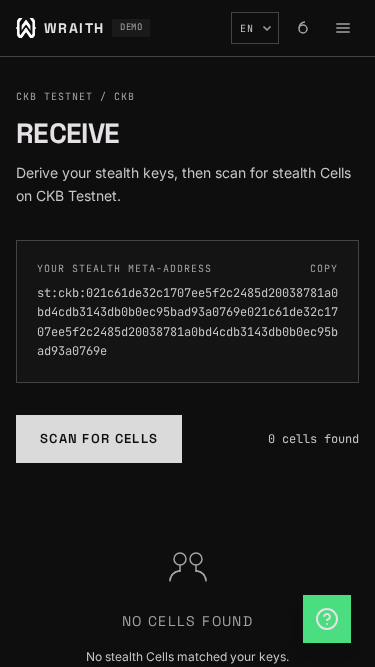 WRAITH DEMO EN
CKB TESTNET / CKB
RECEIVE
Derive your stealth keys, then scan for stealth Cells
on CKB Testnet.
YOUR STEALTH META-ADDRESS COPY
st:ckb:021c61de32c1707ee5f2c2485d20038781a0
bd4cdb3143db0b0ec95bad93a0769e021c61de32c17
07ee5f2c2485d20038781a0bd4cdb3143db0b0ec95b
ad93a0769e
SCAN FOR CELLS 0 cells found
NO CELLS FOUND
No stealth Cells matched your keys.